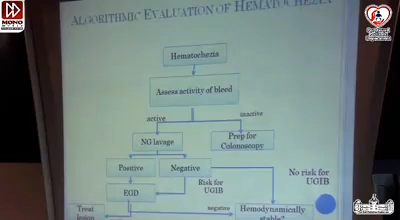 ALGORITHMIC EVALUATION OF HEMATOCHEZIA
MONO
Hematochezia
Assess activity of bleed
active
inactive
NG lavage
Prep for
Colonoscopy
Positive
Negative
No risk for
UGIB
Risk for
UGIB
EGD
Treat
lesion
negative
Hemodynamically
stable?